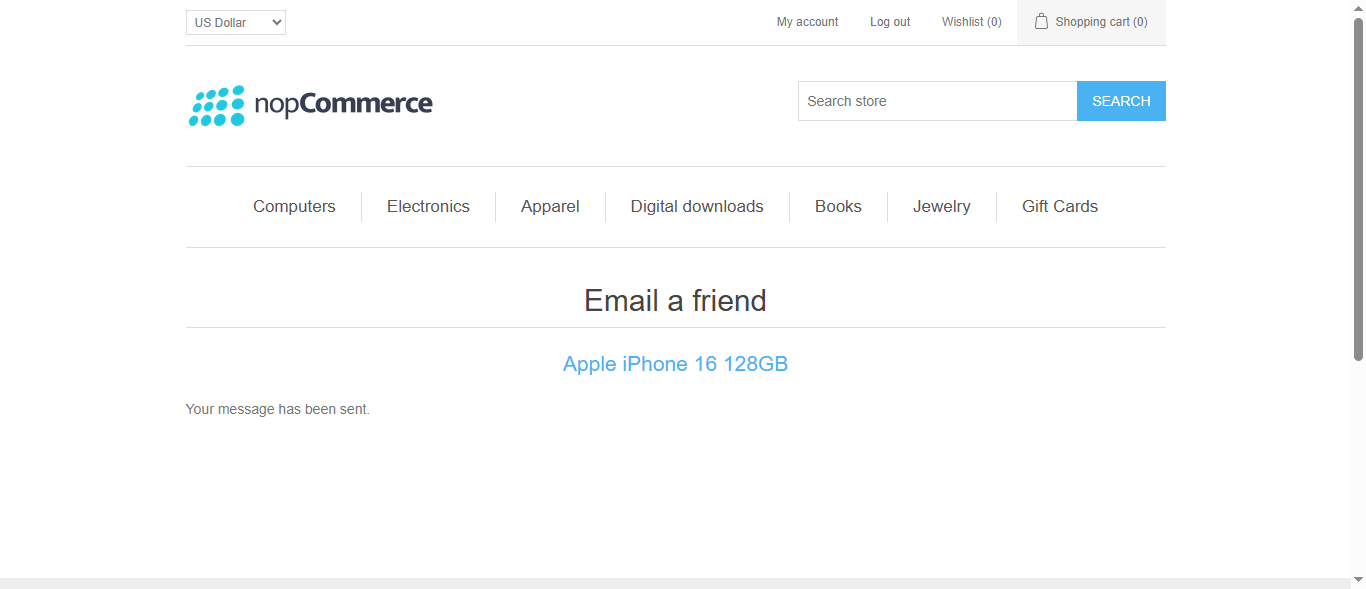 US Dollar
My account
Log out
Wishlist (0)
Shopping cart (0)
nopCommerce
Search store
SEARCH
Computers
Electronics
Apparel
Digital downloads
Books
Jewelry
Gift Cards
Email a friend
Apple iPhone 16 128GB
Your message has been sent.